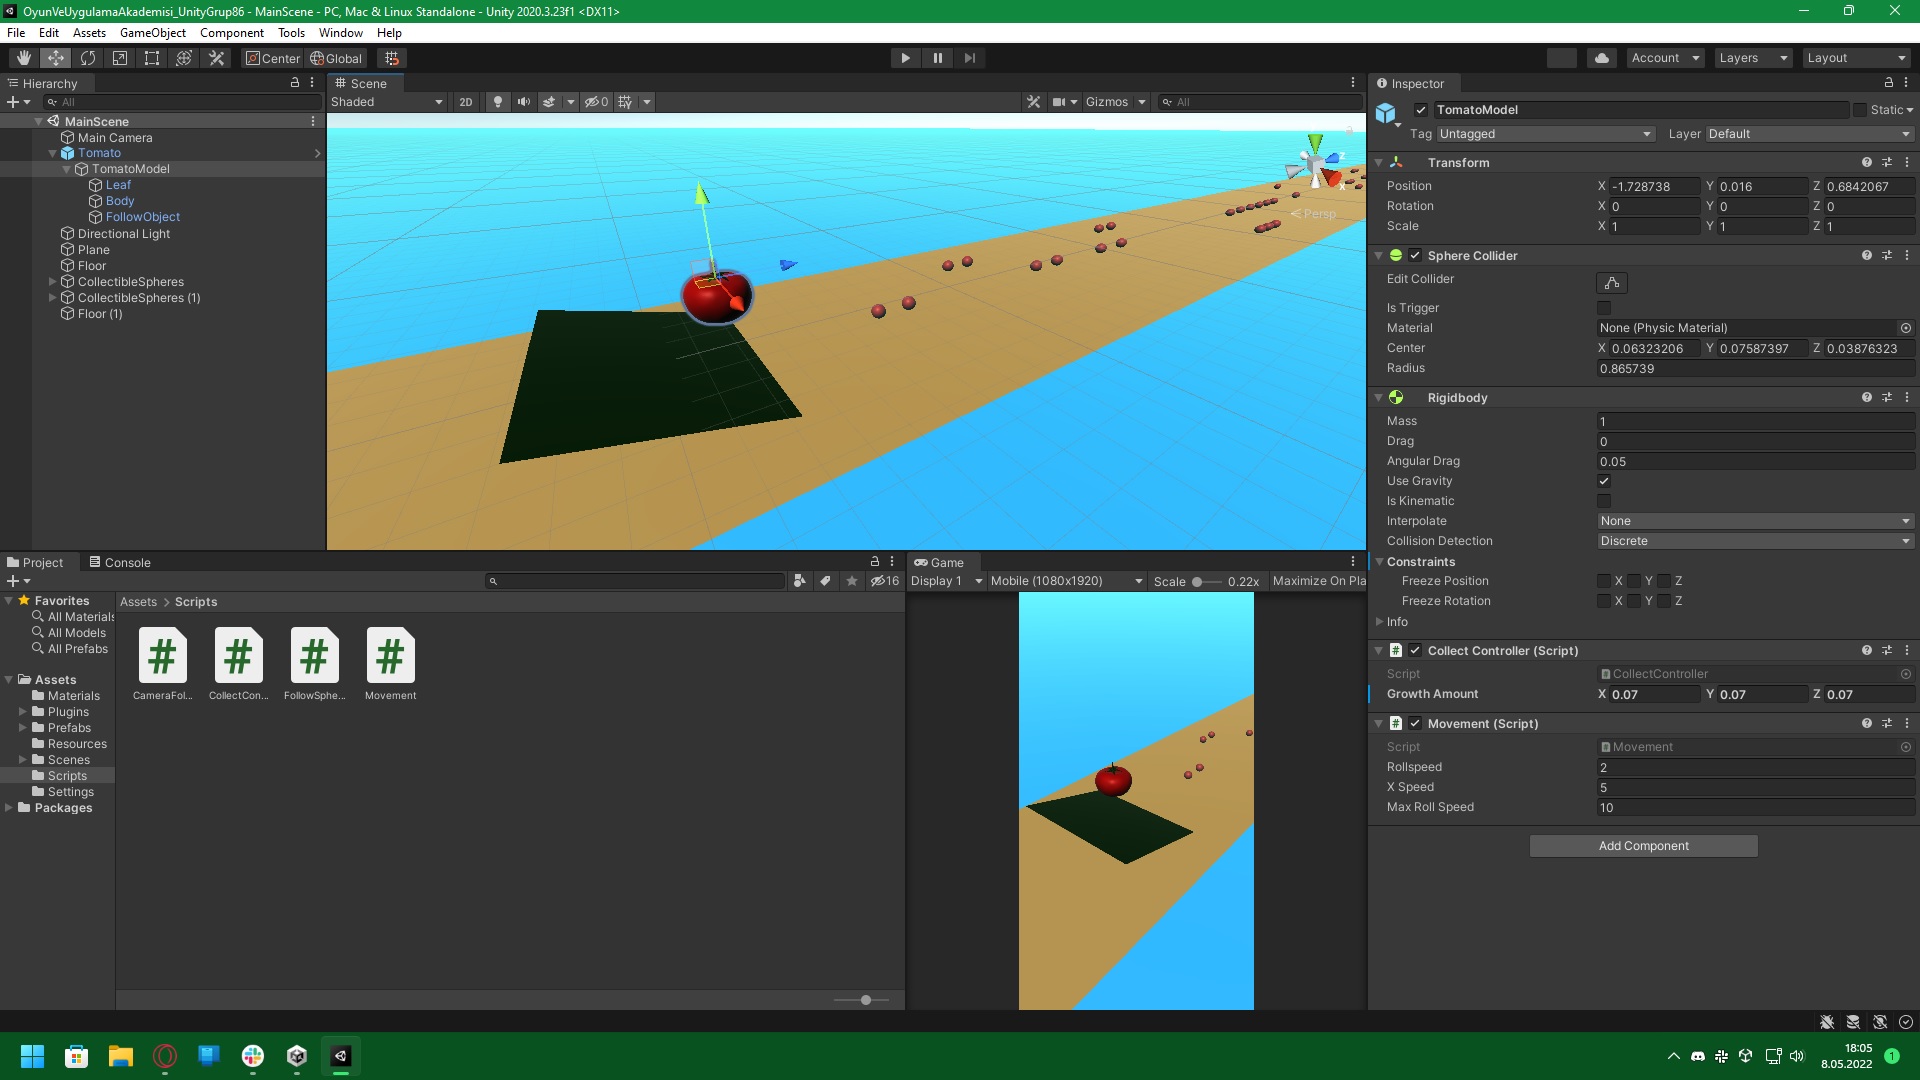 OyunVeUygulamaAkademisi_UnityGrup86 - MainScene - PC, Mac & Linux Standalone - Unity 2020.3.23f1 <DX11>
File Edit Assets GameObject Component Tools Window Help
Center Global
Account Layers Layout
Hierarchy
All
MainScene
Main Camera
Tomato
TomatoModel
Leaf
Body
FollowObject
Directional Light
Plane
Floor
CollectibleSpheres
CollectibleSpheres (1)
Floor (1)
Scene
Shaded 2D 0 Gizmos All
z
x
Persp
Inspector
TomatoModel Static
Tag Untagged Layer Default
Transform
Position X -1.728738 Y 0.016 Z 0.6842067
Rotation X 0 Y 0 Z 0
Scale X 1 Y 1 Z 1
Sphere Collider
Edit Collider
Is Trigger
Material None (Physic Material)
Center X 0.06323206 Y 0.07587397 Z 0.03876323
Radius 0.865739
Rigidbody
Mass 1
Drag 0
Angular Drag 0.05
Use Gravity
Is Kinematic
Interpolate None
Collision Detection Discrete
Constraints
Freeze Position X Y Z
Freeze Rotation X Y Z
Info
Collect Controller (Script)
Script CollectController
Growth Amount X 0.07 Y 0.07 Z 0.07
Movement (Script)
Script Movement
Rollspeed 2
X Speed 5
Max Roll Speed 10
Add Component
Project Console
16
Favorites
All Materials
All Models
All Prefabs
Assets
Materials
Plugins
Prefabs
Resources
Scenes
Scripts
Settings
Packages
Assets > Scripts
CameraFol... CollectCon... FollowSphe... Movement
Game
Display 1 Mobile (1080x1920) Scale 0.22x Maximize On Pla
18:05
8.05.2022
1